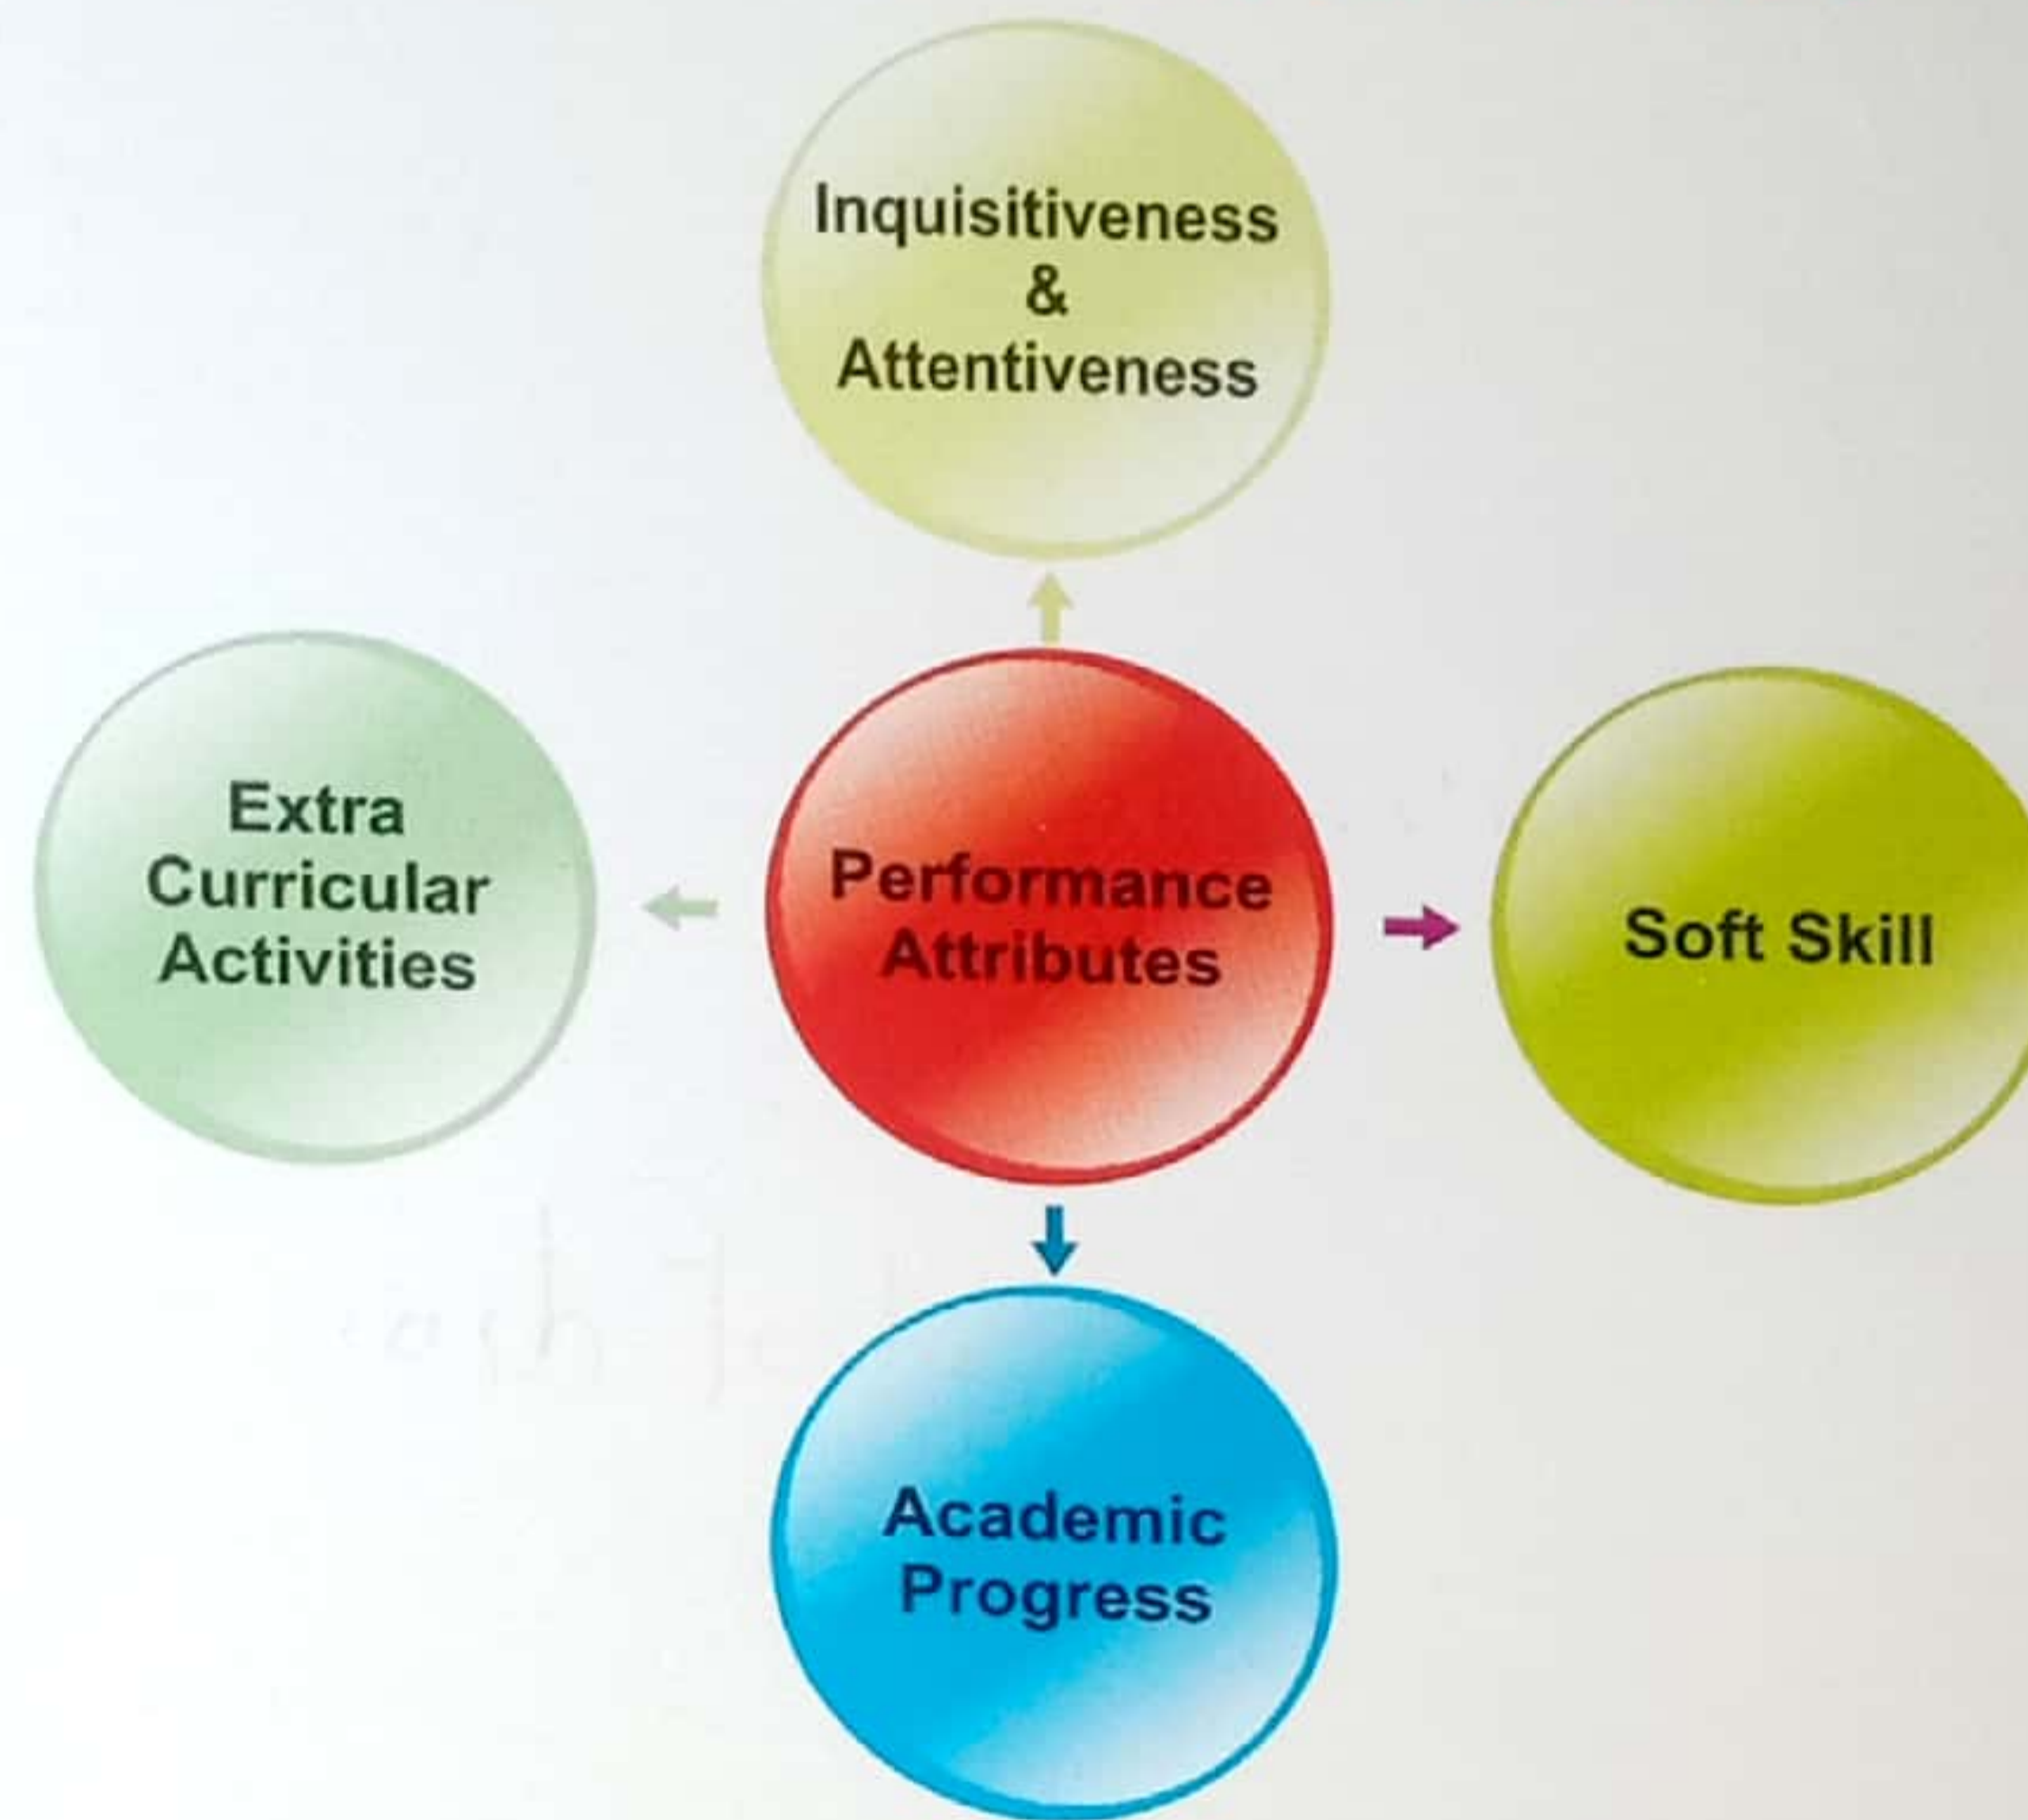 Inquisitiveness
&
Attentiveness
Extra
Curricular
Activities
Performance
Attributes
Soft Skill
Academic
Progress